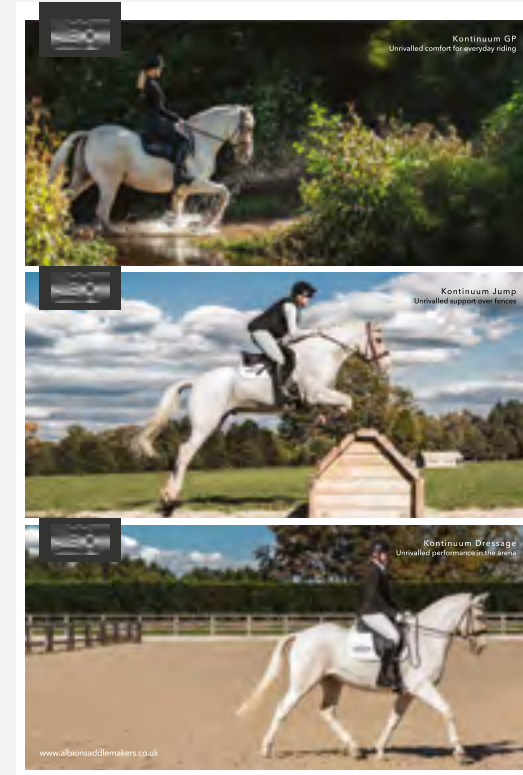 Kontinuum GP
Unrivalled comfort for everyday riding
Kontinuum Jump
Unrivalled support over fences
Kontinuum Dressage
Unrivalled performance in the arena
www.albionsaddlemakers.co.uk